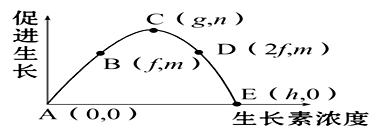 促进生长
C（g,n）
B（f,m）
D（2f,m）
E（h,0）
A（0,0）
生长素浓度